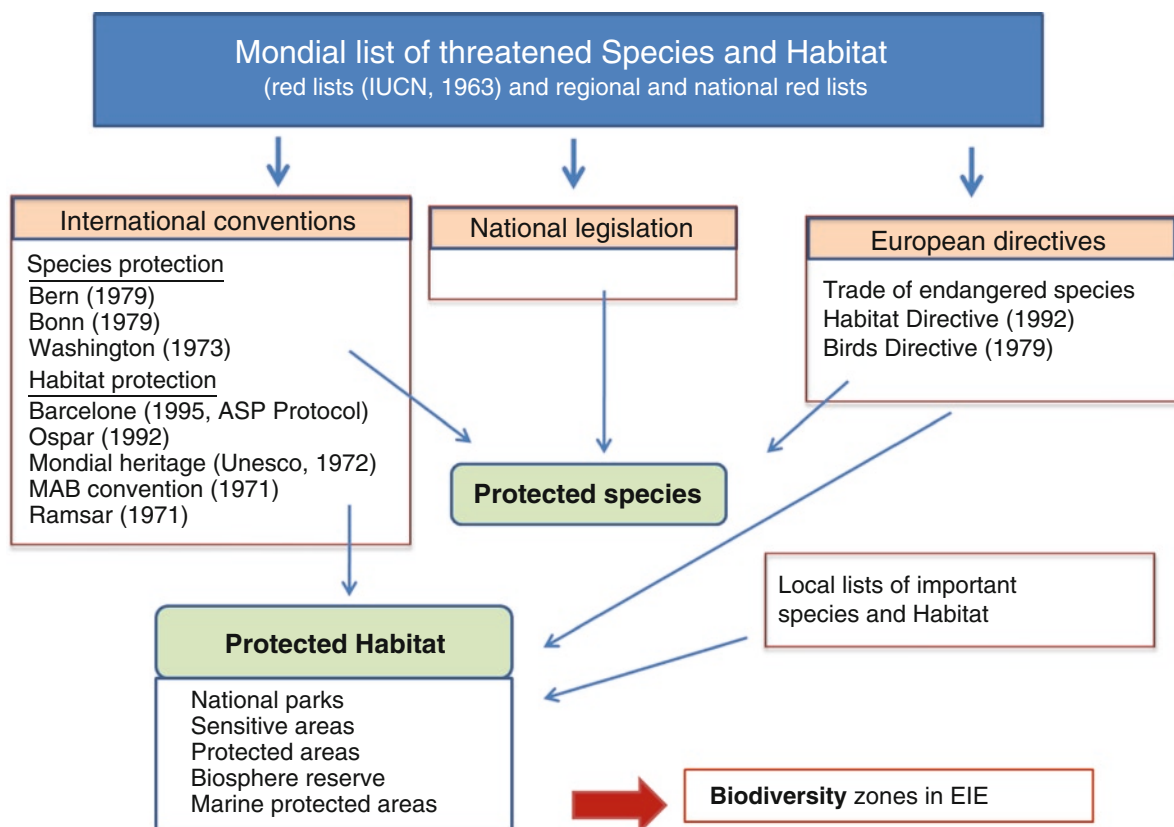 Mondial list of threatened Species and Habitat
(red lists (IUCN, 1963) and regional and national red lists
International conventions
Species protection
Bern (1979)
Bonn (1979)
Washington (1973)
Habitat protection
Barcelone (1995, ASP Protocol)
Ospar (1992)
Mondial heritage (Unesco, 1972)
MAB convention (1971)
Ramsar (1971)
National legislation
European directives
Trade of endangered species
Habitat Directive (1992)
Birds Directive (1979)
Protected species
Local lists of important
species and Habitat
Protected Habitat
National parks
Sensitive areas
Protected areas
Biosphere reserve
Marine protected areas
Biodiversity zones in EIE